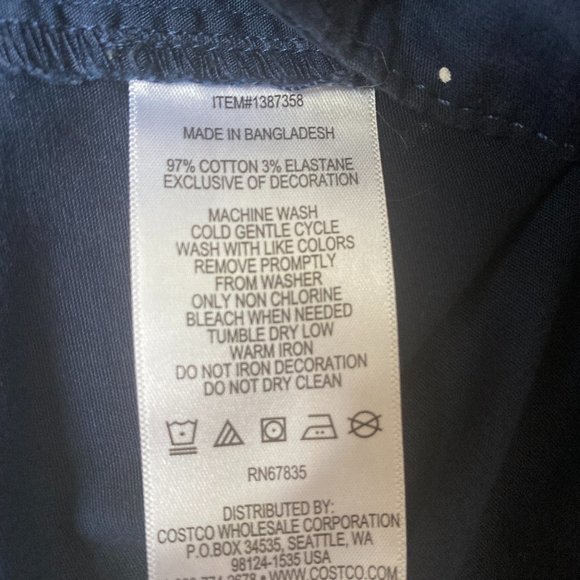 ITEM#1387358
MADE IN BANGLADESH
97% COTTON 3% ELASTANE
EXCLUSIVE OF DECORATION
MACHINE WASH
COLD GENTLE CYCLE
WASH WITH LIKE COLORS
REMOVE PROMPTLY
FROM WASHER
ONLY NON CHLORINE
BLEACH WHEN NEEDED
TUMBLE DRY LOW
WARM IRON
DO NOT IRON DECORATION
DO NOT DRY CLEAN
RN67835
DISTRIBUTED BY:
COSTCO WHOLESALE CORPORATION
P.O.BOX 34535, SEATTLE, WA
98124-1535 USA
2678 • WWW.COSTCO